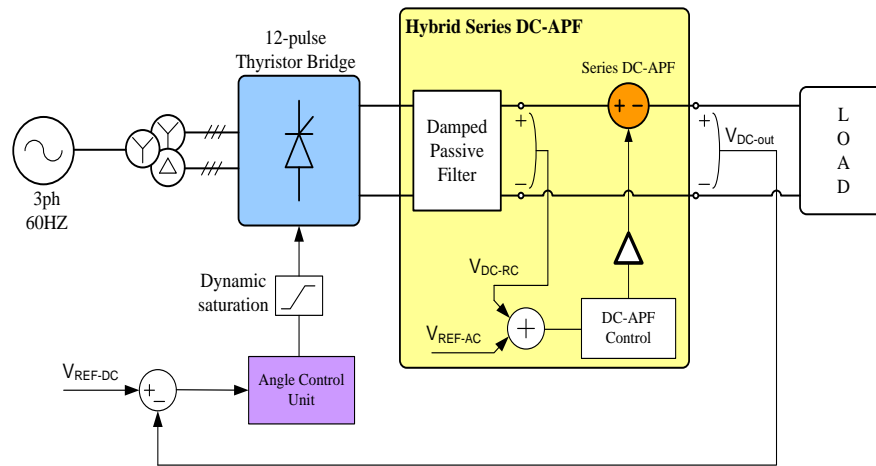 Hybrid Series DC-APF
12-pulse
Thyristor Bridge
Series DC-APF
+ -
Damped
Passive
Filter
+
-
+
-
V_DC-out
L
O
A
D
3ph
60HZ
Dynamic
saturation
V_DC-RC
V_REF-AC
+
DC-APF
Control
V_REF-DC
+
-
Angle Control
Unit